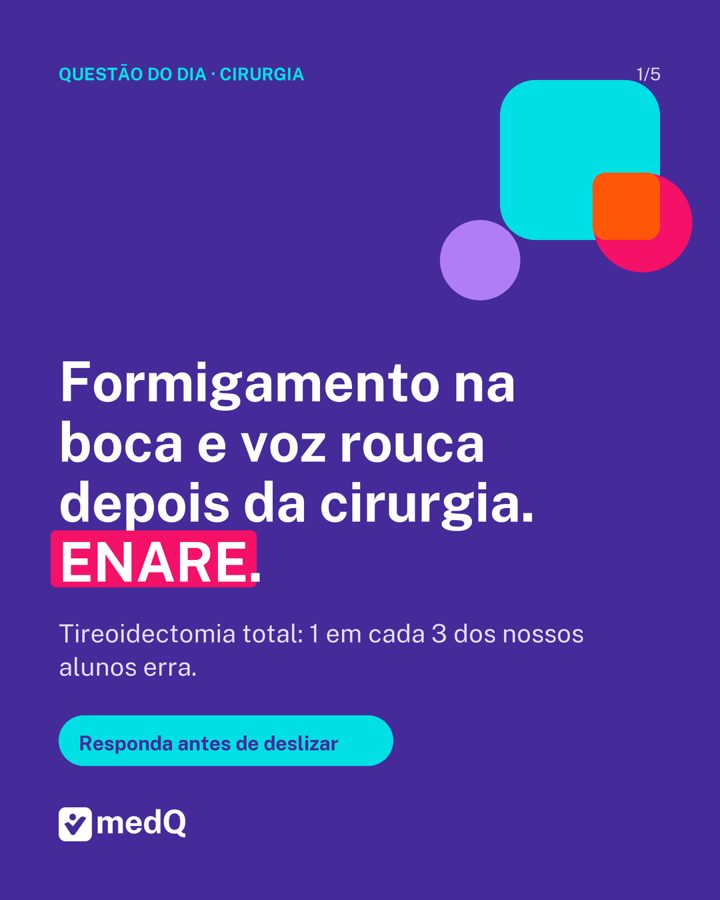 QUESTÃO DO DIA · CIRURGIA
1/5
Formigamento na
boca e voz rouca
depois da cirurgia.
ENARE.
Tireoidectomia total: 1 em cada 3 dos nossos
alunos erra.
Responda antes de deslizar
medQ